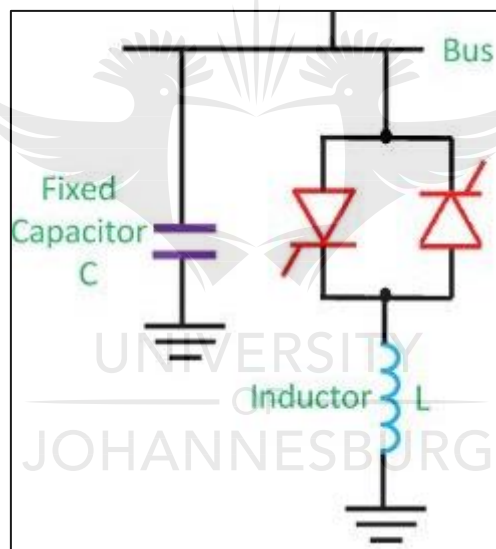 Bus
Fixed
Capacitor
C
Inductor L
UNIVERSITY
OF
JOHANNESBURG